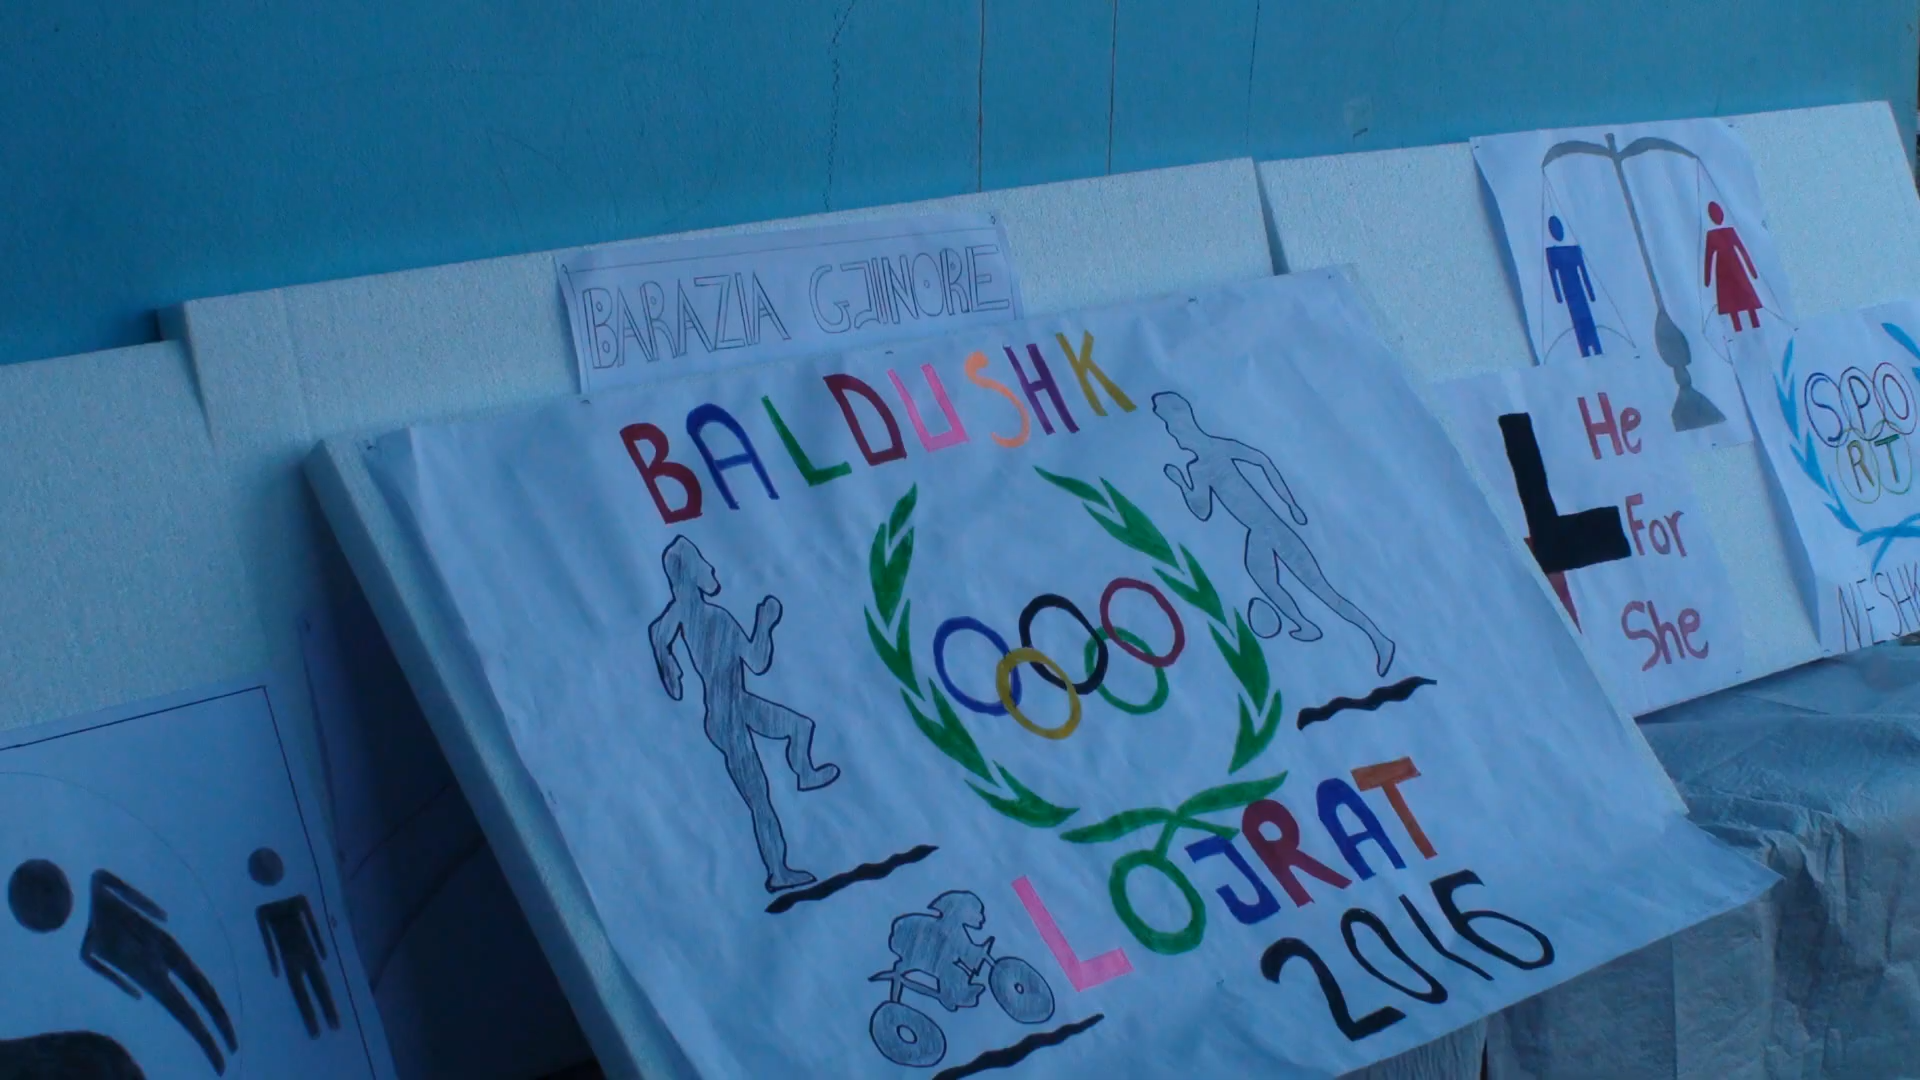 BARAZIA GJINORE
BALDUSHK
LOJRAT
2016
He
For
She
SPO
RT